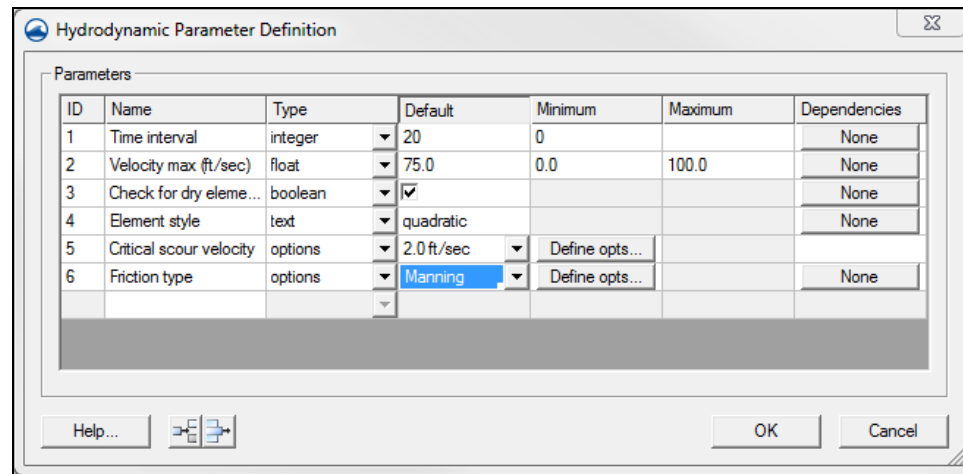 Hydrodynamic Parameter Definition
Parameters
ID Name Type Default Minimum Maximum Dependencies
1 Time interval integer 20 0 None
2 Velocity max (ft/sec) float 75.0 0.0 100.0 None
3 Check for dry eleme... boolean None
4 Element style text quadratic None
5 Critical scour velocity options 2.0 ft/sec Define opts...
6 Friction type options Manning Define opts... None
Help... OK Cancel